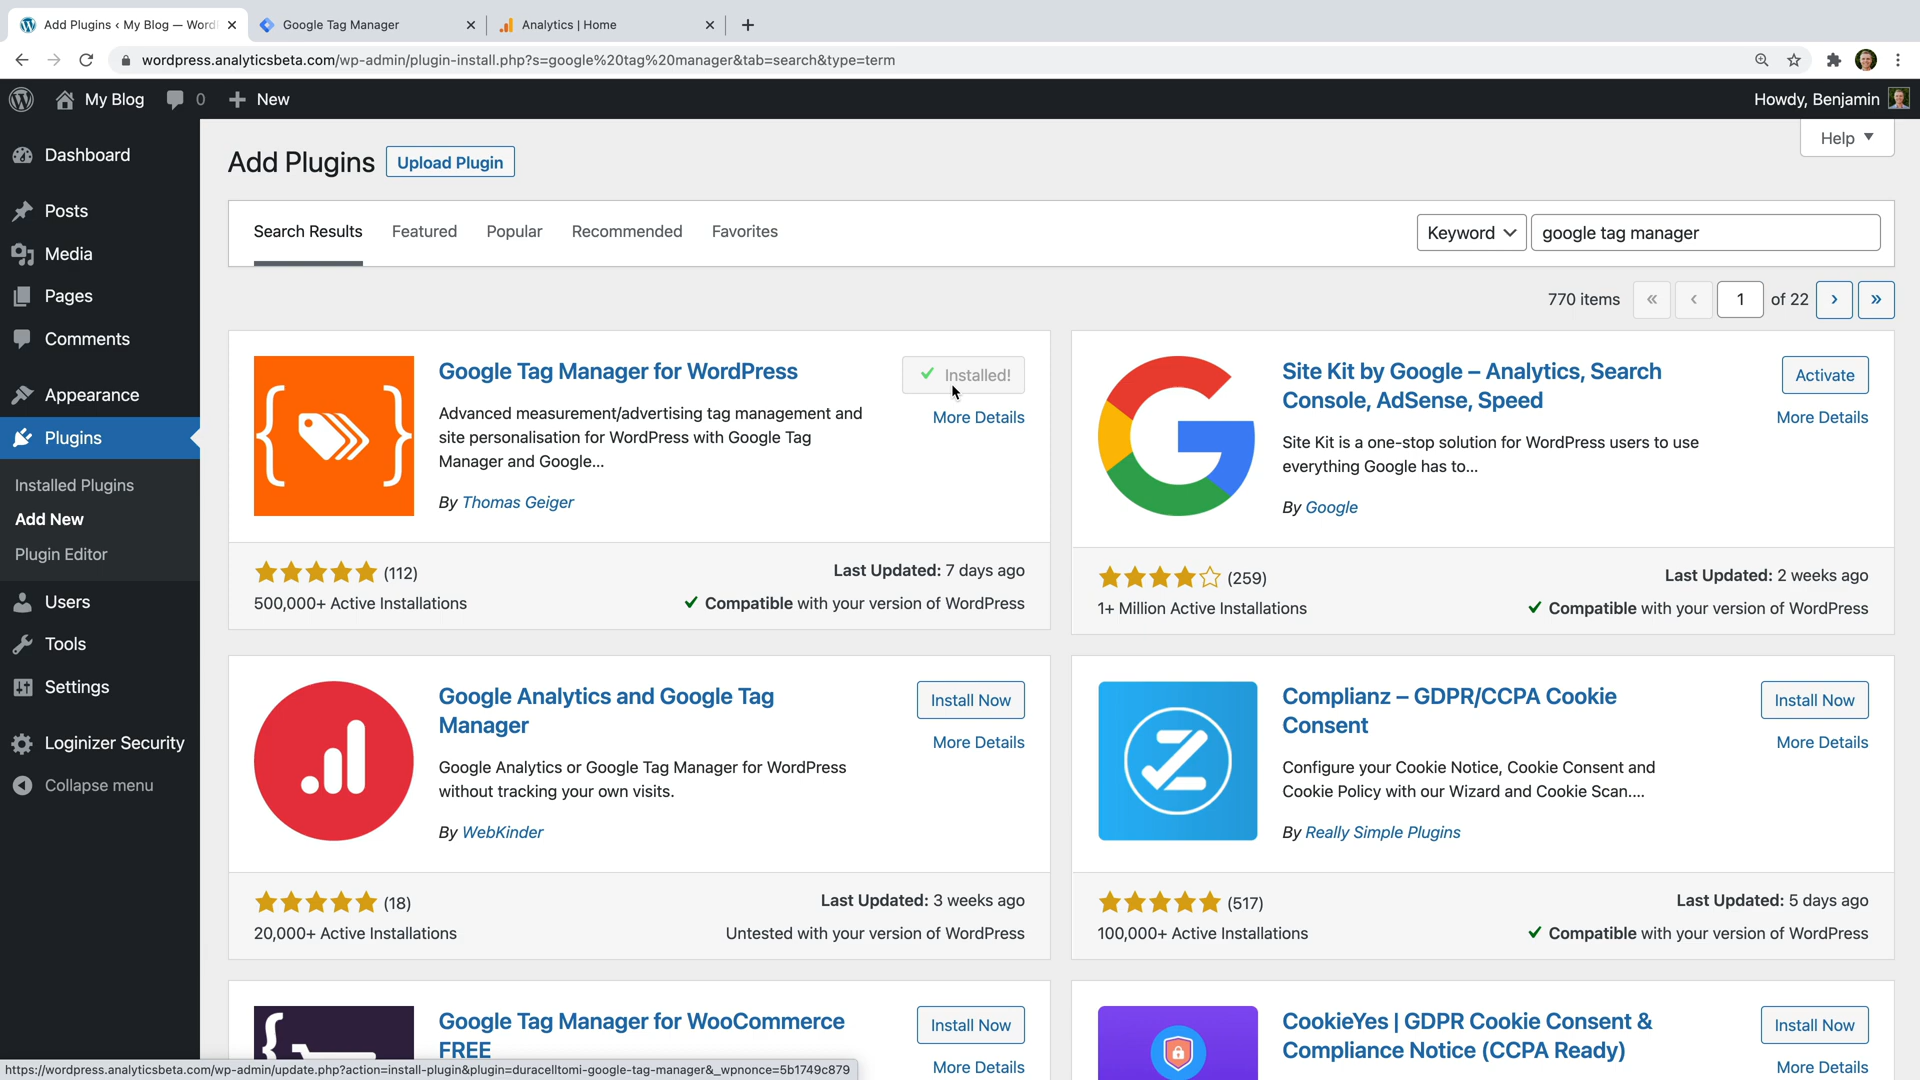 Add Plugins ‹ My Blog — Word
Google Tag Manager
Analytics | Home
wordpress.analyticsbeta.com/wp-admin/plugin-install.php?s=google%20tag%20manager&tab=search&type=term
My Blog
0
New
Howdy, Benjamin
Dashboard
Posts
Media
Pages
Comments
Appearance
Plugins
Installed Plugins
Add New
Plugin Editor
Users
Tools
Settings
Loginizer Security
Collapse menu
Help
Add Plugins
Upload Plugin
Search Results
Featured
Popular
Recommended
Favorites
Keyword
google tag manager
770 items
«
‹
1
of 22
›
»
Google Tag Manager for WordPress
Installed!
More Details
Advanced measurement/advertising tag management and
site personalisation for WordPress with Google Tag
Manager and Google...
By Thomas Geiger
(112)
500,000+ Active Installations
Last Updated: 7 days ago
Compatible with your version of WordPress
Site Kit by Google – Analytics, Search
Console, AdSense, Speed
Activate
More Details
Site Kit is a one-stop solution for WordPress users to use
everything Google has to...
By Google
(259)
1+ Million Active Installations
Last Updated: 2 weeks ago
Compatible with your version of WordPress
Google Analytics and Google Tag
Manager
Install Now
More Details
Google Analytics or Google Tag Manager for WordPress
without tracking your own visits.
By WebKinder
(18)
20,000+ Active Installations
Last Updated: 3 weeks ago
Untested with your version of WordPress
Complianz – GDPR/CCPA Cookie
Consent
Install Now
More Details
Configure your Cookie Notice, Cookie Consent and
Cookie Policy with our Wizard and Cookie Scan....
By Really Simple Plugins
(517)
100,000+ Active Installations
Last Updated: 5 days ago
Compatible with your version of WordPress
Google Tag Manager for WooCommerce
FREE
Install Now
More Details
CookieYes | GDPR Cookie Consent &
Compliance Notice (CCPA Ready)
Install Now
More Details
https://wordpress.analyticsbeta.com/wp-admin/update.php?action=install-plugin&plugin=duracelltomi-google-tag-manager&_wpnonce=5b1749c879